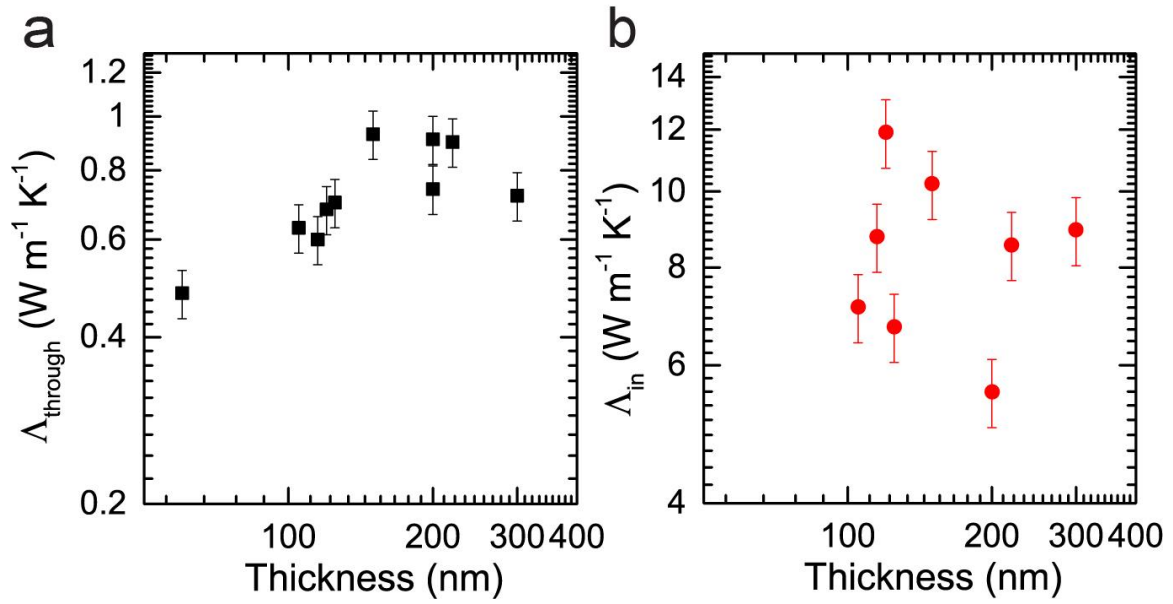 a
1.2
1
0.8
0.6
0.4
0.2
Λthrough (W m⁻¹ K⁻¹)
100 200 300 400
Thickness (nm)
b
14
12
10
8
6
4
Λin (W m⁻¹ K⁻¹)
100 200 300 400
Thickness (nm)